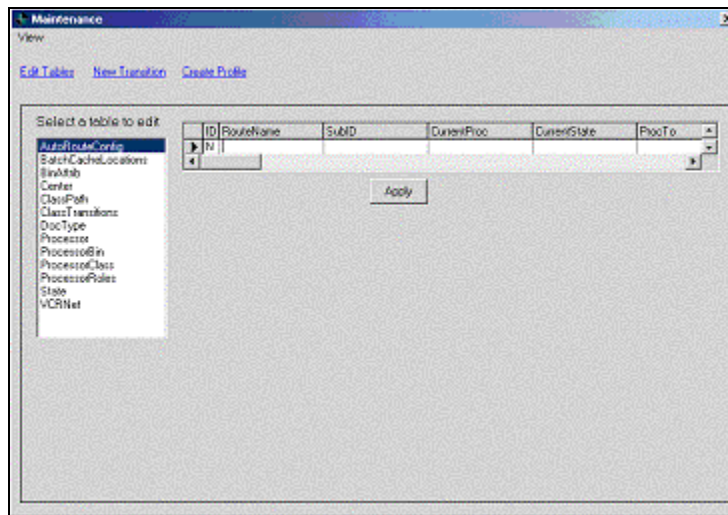 Maintenance
View
Edit Tables New Transition Create Profile
Select a table to edit
ID RouteName SubID CurrentProc CurrentState ProcTo
N
AutoRouteConfig
BatchCacheLocations
BinAttrib
Center
ClassPath
ClassTransitions
DocType
Processor
ProcessorBin
ProcessorClass
ProcessorRoles
State
VCRNet
Apply